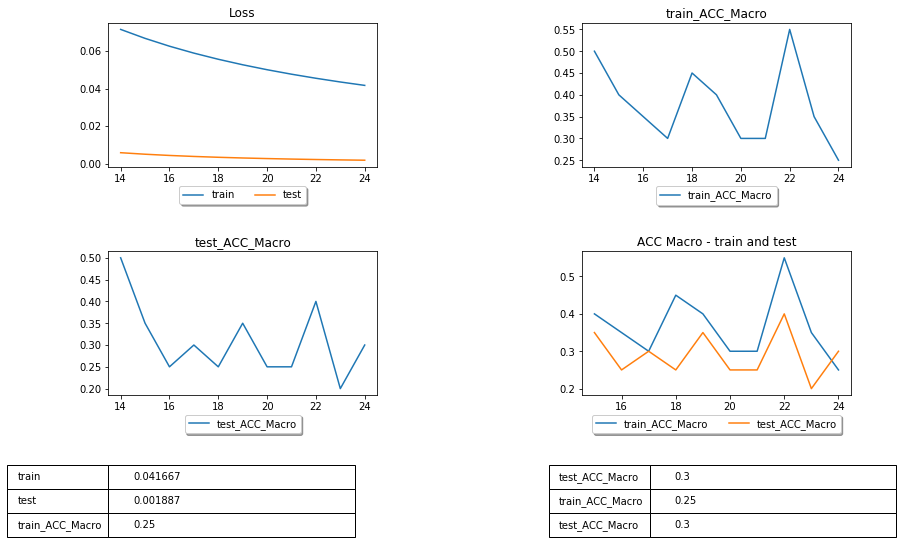 Loss
0.06
0.04
0.02
0.00
14 16 18 20 22 24
train test
train_ACC_Macro
0.55
0.50
0.45
0.40
0.35
0.30
0.25
14 16 18 20 22 24
train_ACC_Macro
test_ACC_Macro
0.50
0.45
0.40
0.35
0.30
0.25
0.20
14 16 18 20 22 24
test_ACC_Macro
ACC Macro - train and test
0.5
0.4
0.3
0.2
16 18 20 22 24
train_ACC_Macro test_ACC_Macro
train 0.041667
test 0.001887
train_ACC_Macro 0.25
test_ACC_Macro 0.3
train_ACC_Macro 0.25
test_ACC_Macro 0.3